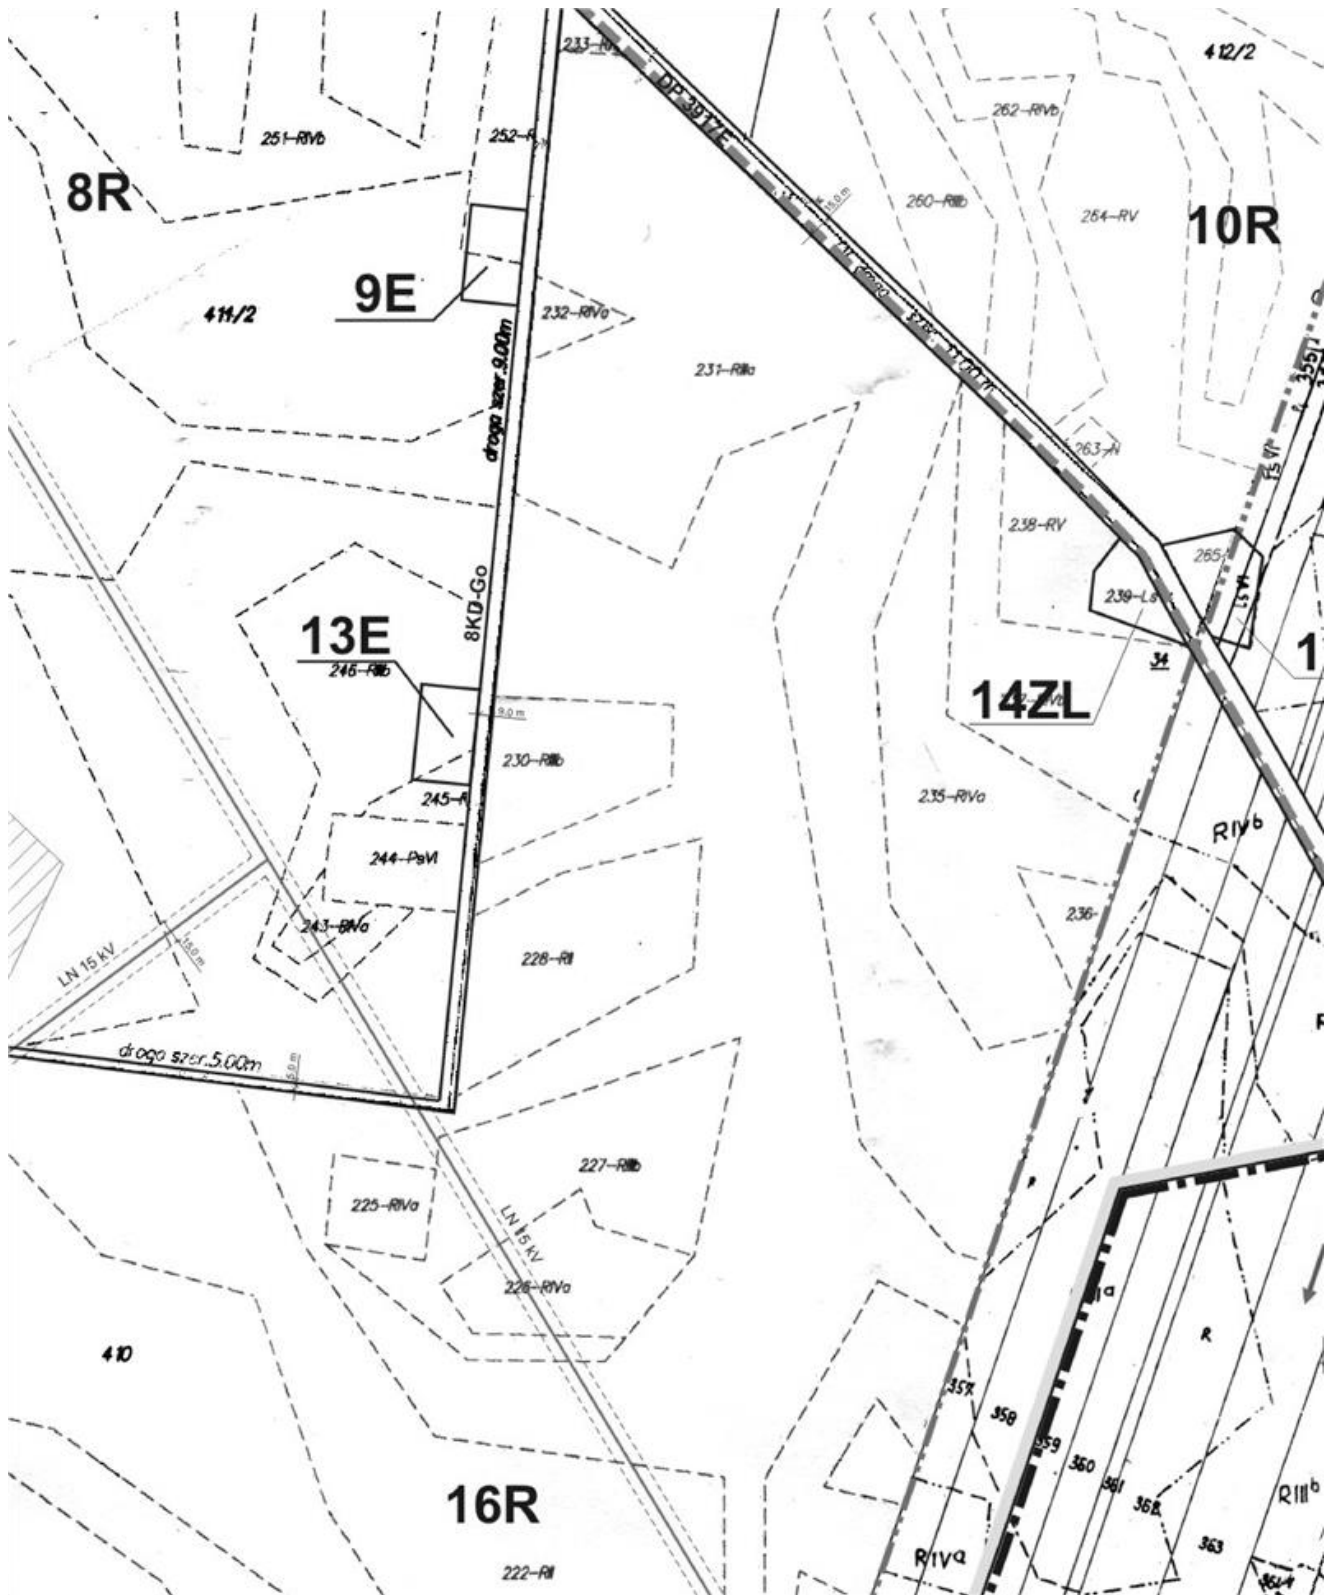 412/2
DP 3917E
262-RIVb
251-RIVb
8R
260-RIIIb
264-RV
10R
15,0 m
9E
411/2
232-RIVa
droga szer. 11.00 m
droga szer.9.00m
231-RIIIa
263-N
238-RV
8KD-Go
13E
246-RIIIb
239-Ls
34
14ZL
9,0 m
230-RIIIb
235-RIVa
RIVb
244-PsVI
236-
243-RIVa
LN 15 kV
15,0 m
228-RII
droga szer.5.00m
5,0 m
227-RIIIb
225-RIVa
LN 15 kV
226-RIVa
R
410
357
358
359
360
361
362
363
RIIIb
16R
RIVa
222-RII